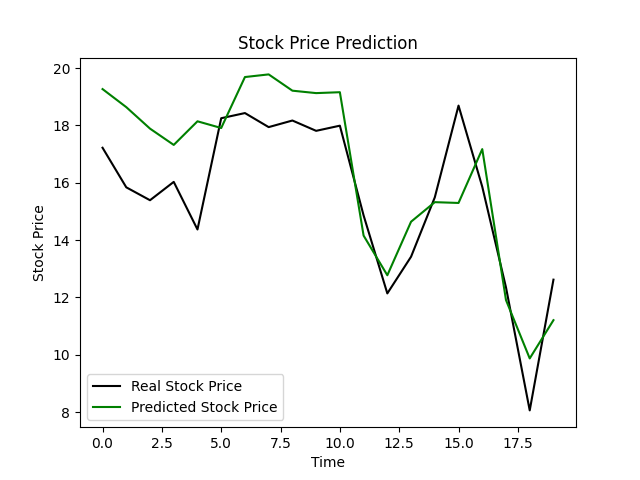 Stock Price Prediction
20
18
16
14
12
10
8
Stock Price
Real Stock Price
Predicted Stock Price
0.0 2.5 5.0 7.5 10.0 12.5 15.0 17.5
Time